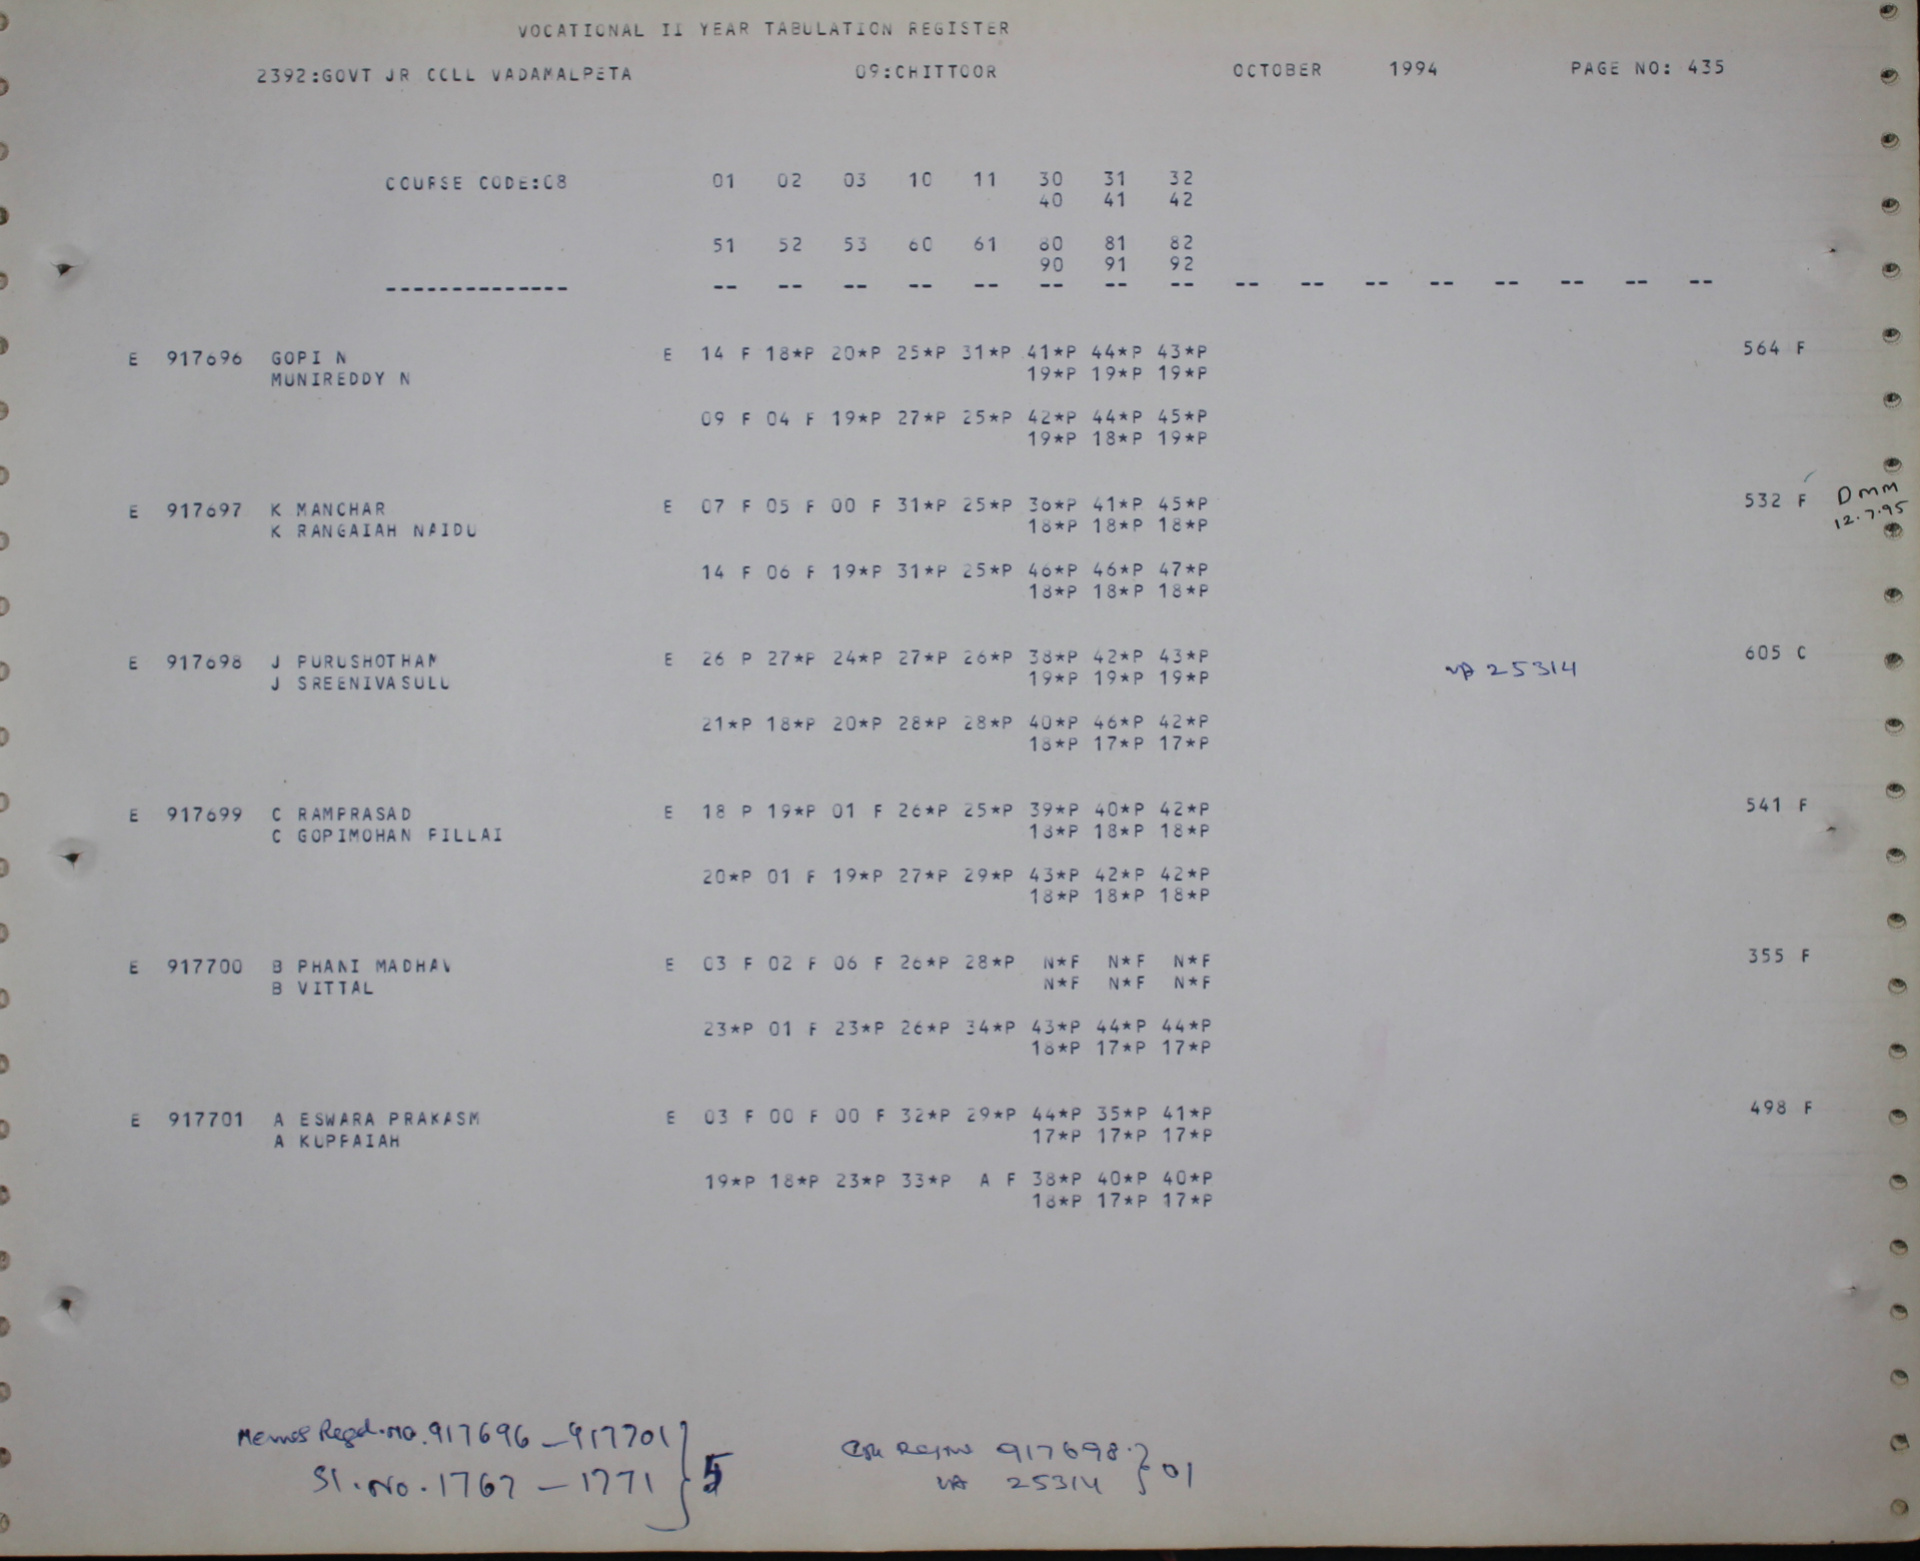 VOCATIONAL II YEAR TABULATION REGISTER
2392:GOVT JR CCLL VADAMALPETA 09:CHITTOOR OCTOBER 1994 PAGE NO: 435
COURSE CODE:C8 01 02 03 10 11 30 31 32
40 41 42
51 52 53 60 61 80 81 82
90 91 92
-------------- -- -- -- -- -- -- -- -- -- -- -- -- -- -- -- --
E 917696 GOPI N E 14 F 18*P 20*P 25*P 31*P 41*P 44*P 43*P 564 F
MUNIREDDY N 19*P 19*P 19*P
09 F 04 F 19*P 27*P 25*P 42*P 44*P 45*P
19*P 18*P 19*P
E 917697 K MANCHAR E 07 F 05 F 00 F 31*P 25*P 36*P 41*P 45*P 532 F DMM
K RANGAIAH NAIDU 18*P 18*P 18*P 12.7.95
14 F 06 F 19*P 31*P 25*P 46*P 46*P 47*P
18*P 18*P 18*P
E 917698 J PURUSHOTHAM E 26 P 27*P 24*P 27*P 26*P 38*P 42*P 43*P VA 25314 605 C
J SREENIVASULU 19*P 19*P 19*P
21*P 18*P 20*P 28*P 28*P 40*P 46*P 42*P
18*P 17*P 17*P
E 917699 C RAMPRASAD E 18 P 19*P 01 F 26*P 25*P 39*P 40*P 42*P 541 F
C GOPIMOHAN PILLAI 18*P 18*P 18*P
20*P 01 F 19*P 27*P 29*P 43*P 42*P 42*P
18*P 18*P 18*P
E 917700 B PHANI MADHAV E 03 F 02 F 06 F 26*P 28*P N*F N*F N*F 355 F
B VITTAL N*F N*F N*F
23*P 01 F 23*P 26*P 34*P 43*P 44*P 44*P
18*P 17*P 17*P
E 917701 A ESWARA PRAKASM E 03 F 00 F 00 F 32*P 29*P 44*P 35*P 41*P 498 F
A KUPPAIAH 17*P 17*P 17*P
19*P 18*P 23*P 33*P A F 38*P 40*P 40*P
18*P 17*P 17*P
Memos Regd.no. 917696 – 917701 917698
Sl.No. 1767 – 1771 } 5 VA 25314 } 01